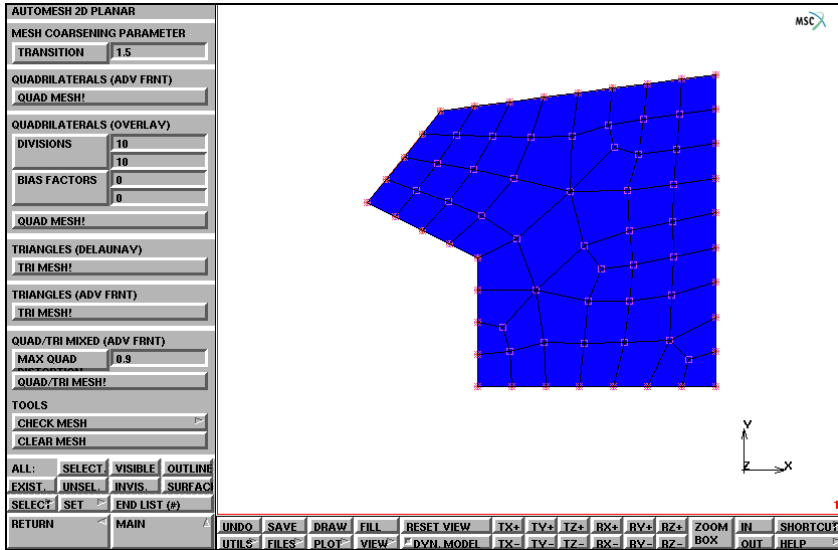 AUTOMESH 2D PLANAR
MESH COARSENING PARAMETER
TRANSITION 1.5
QUADRILATERALS (ADV FRNT)
QUAD MESH!
QUADRILATERALS (OVERLAY)
DIVISIONS 10
10
BIAS FACTORS 0
0
QUAD MESH!
TRIANGLES (DELAUNAY)
TRI MESH!
TRIANGLES (ADV FRNT)
TRI MESH!
QUAD/TRI MIXED (ADV FRNT)
MAX QUAD 0.9
DISTORTION
QUAD/TRI MESH!
TOOLS
CHECK MESH
CLEAR MESH
ALL: SELECT. VISIBLE OUTLINE
EXIST. UNSEL. INVIS. SURFACE
SELECT SET END LIST (#)
RETURN MAIN
MSC
Y
Z X
1
UNDO SAVE DRAW FILL RESET VIEW TX+ TY+ TZ+ RX+ RY+ RZ+ ZOOM IN SHORTCUT
UTILS FILES PLOT VIEW DYN. MODEL TX- TY- TZ- RX- RY- RZ- BOX OUT HELP